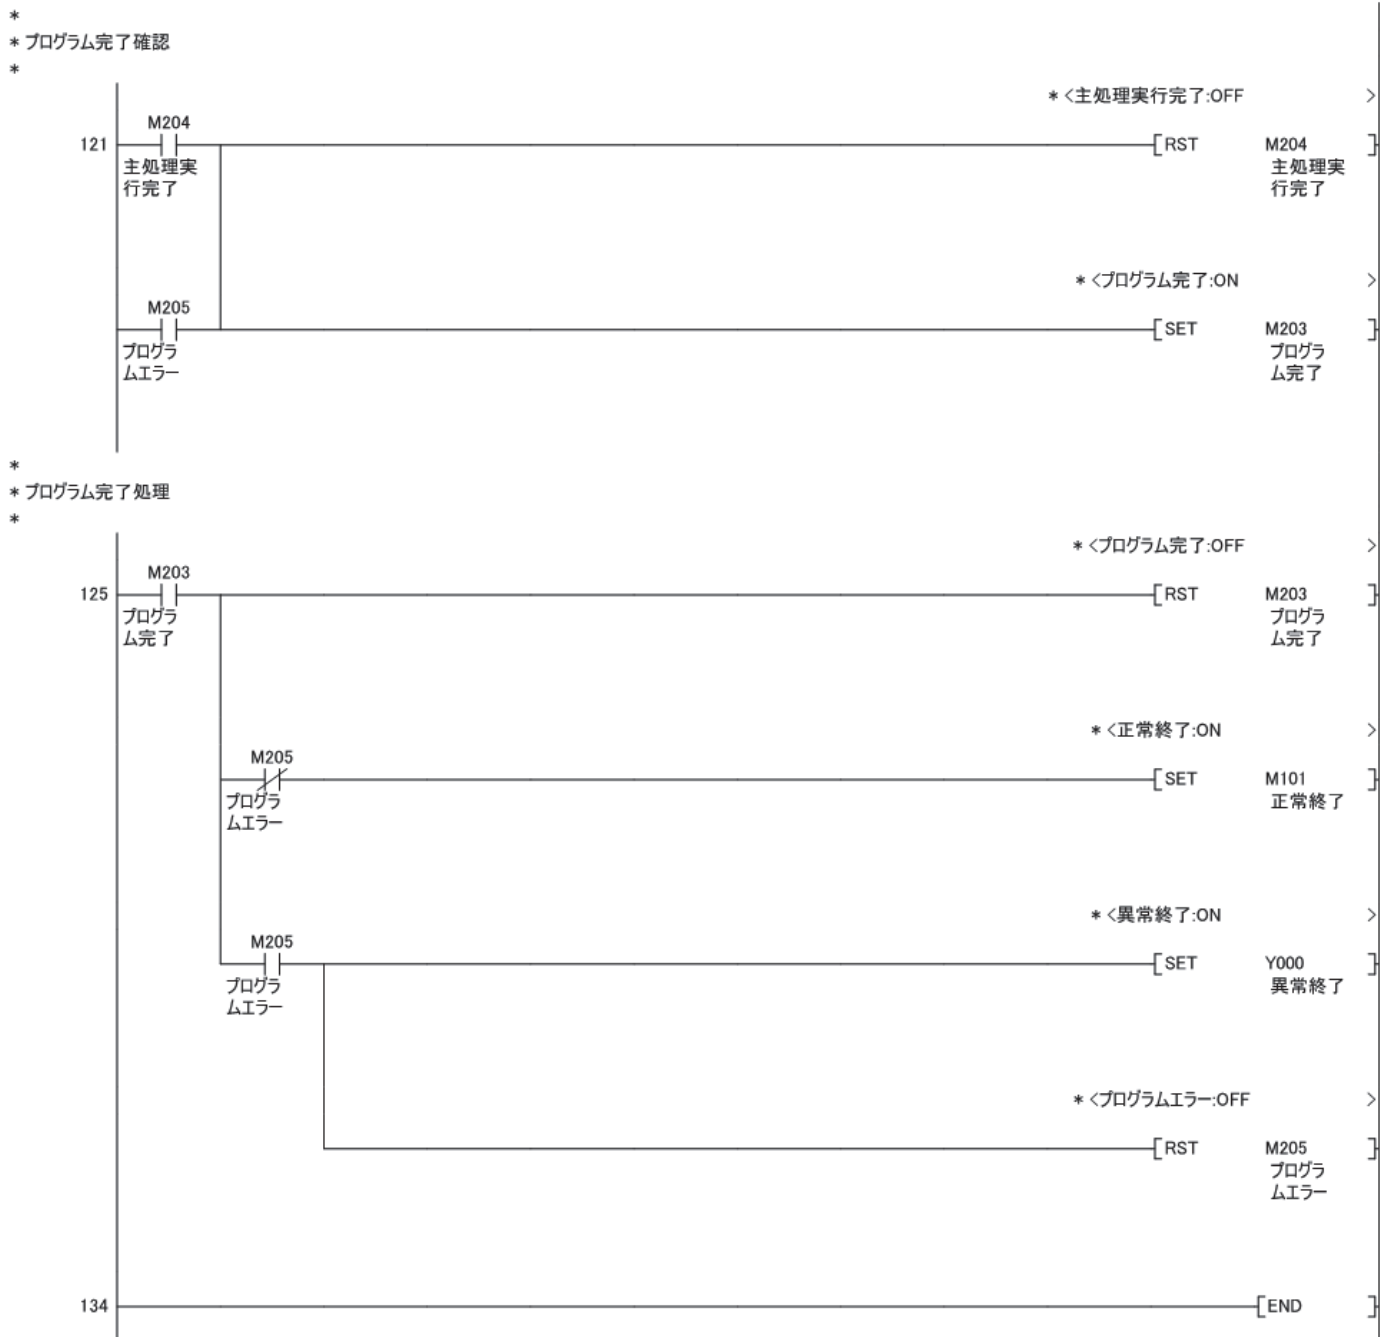 *
* プログラム完了確認
*
* <主処理実行完了:OFF >
M204
121 [RST M204 ]
主処理実
行完了
主処理実
行完了
* <プログラム完了:ON >
M205
[SET M203 ]
プログラ
ムエラー
プログラ
ム完了
*
* プログラム完了処理
*
* <プログラム完了:OFF >
M203
125 [RST M203 ]
プログラ
ム完了
プログラ
ム完了
* <正常終了:ON >
M205
[SET M101 ]
プログラ
ムエラー
正常終了
* <異常終了:ON >
M205
[SET Y000 ]
プログラ
ムエラー
異常終了
* <プログラムエラー:OFF >
[RST M205 ]
プログラ
ムエラー
134 [END ]